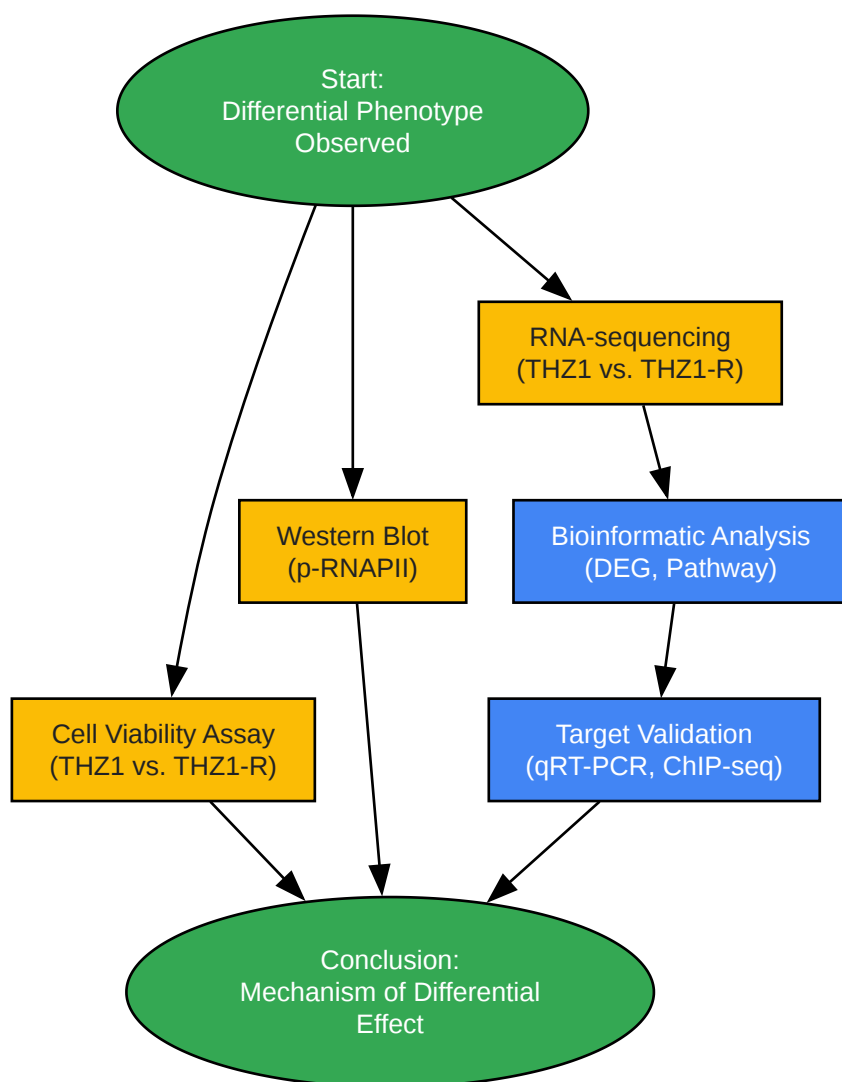 Start:
Differential Phenotype
Observed
RNA-sequencing
(THZ1 vs. THZ1-R)
Western Blot
(p-RNAPII)
Bioinformatic Analysis
(DEG, Pathway)
Cell Viability Assay
(THZ1 vs. THZ1-R)
Target Validation
(qRT-PCR, ChIP-seq)
Conclusion:
Mechanism of Differential
Effect